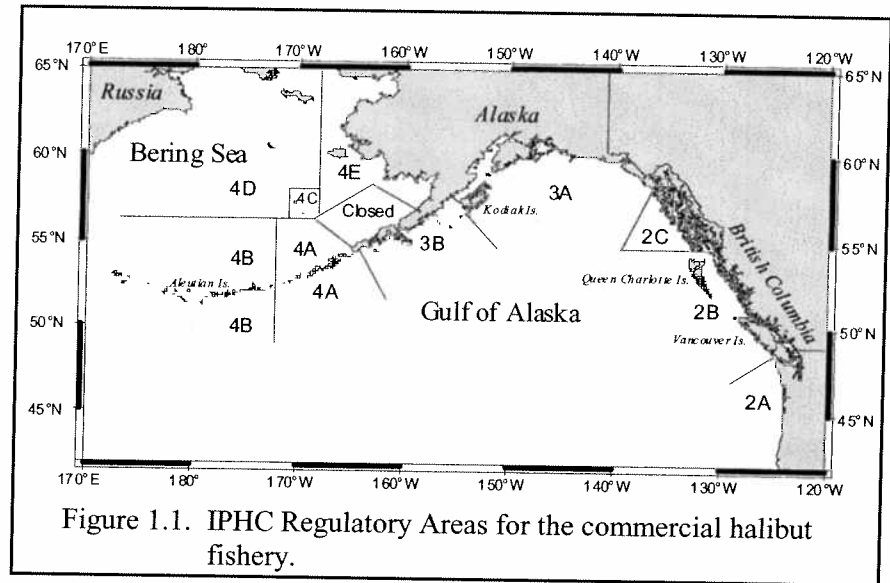 170°E 180° 170°W 160°W 150°W 140°W 130°W 120°W
65°N 65°N
Russia
Alaska
60°N 60°N
Bering Sea
4E
4D
4C
3A
Closed
Kodiak Is.
3B
2C
55°N 55°N
4B
4A
British Columbia
Aleutian Is.
4A
Queen Charlotte Is.
4B
Gulf of Alaska
2B
50°N 50°N
Vancouver Is.
2A
45°N 45°N
170°E 180° 170°W 160°W 150°W 140°W 130°W 120°W
Figure 1.1. IPHC Regulatory Areas for the commercial halibut
fishery.